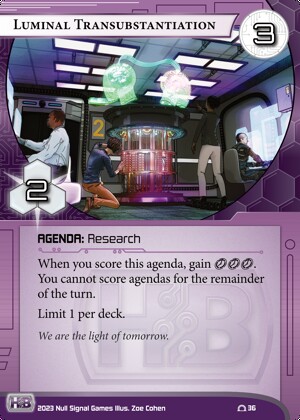 LUMINAL TRANSUBSTANTIATION
3
2
2
AGENDA: Research
When you score this agenda, gain
You cannot score agendas for the remainder
of the turn.
Limit 1 per deck.
We are the light of tomorrow.
HB
2023 Null Signal Games Illus. Zoe Cohen
36